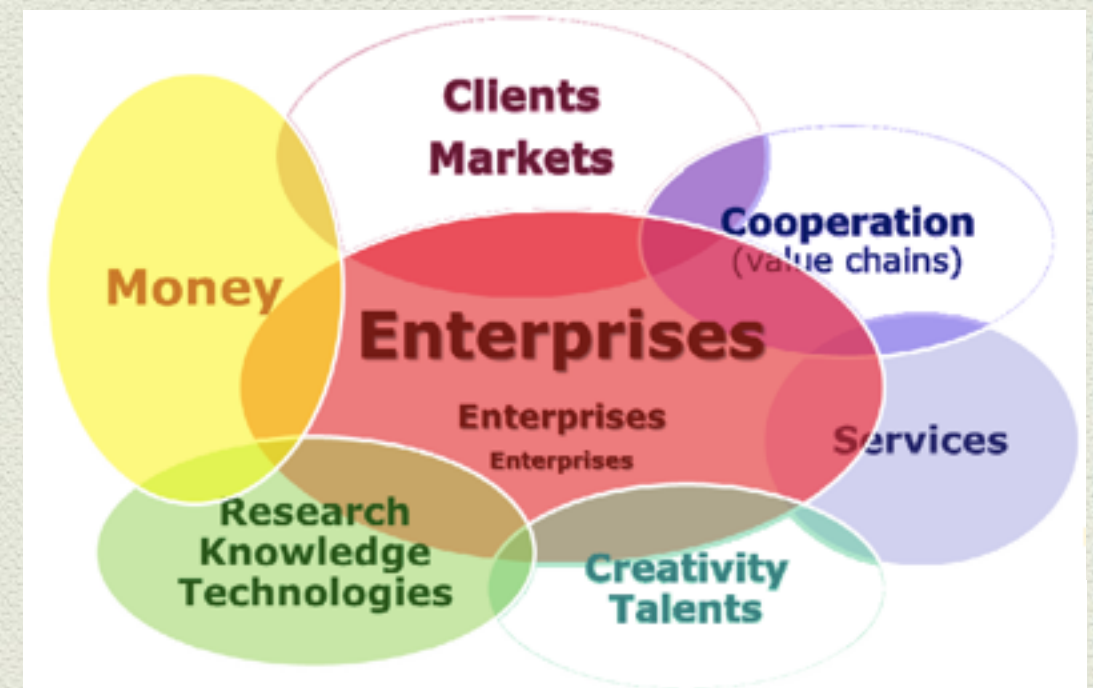 Clients
Markets
Cooperation
(value chains)
Money
Enterprises
Enterprises
Enterprises
Services
Research
Knowledge
Technologies
Creativity
Talents